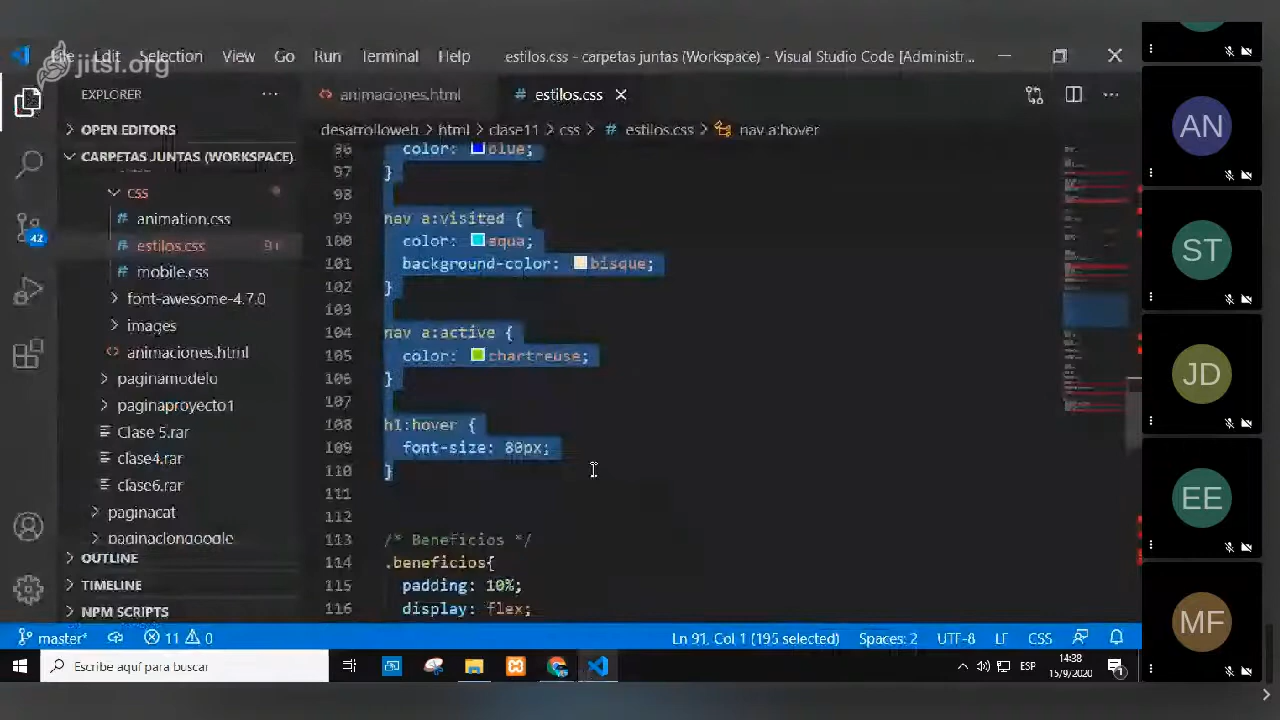 jitsi.org
File Edit Selection View Go Run Terminal Help
estilos.css - carpetas juntas (Workspace) - Visual Studio Code [Administr...
EXPLORER
animaciones.html
estilos.css
OPEN EDITORS
desarrolloweb > html > clase11 > css > estilos.css > nav a:hover
CARPETAS JUNTAS (WORKSPACE)
css
animation.css
estilos.css 9+
mobile.css
font-awesome-4.7.0
images
animaciones.html
paginamodelo
paginaproyecto1
Clase 5.rar
clase4.rar
clase6.rar
paginacat
paginaclongoogle
OUTLINE
TIMELINE
NPM SCRIPTS
42
96 color: blue;
97 }
98
99 nav a:visited {
100 color: aqua;
101 background-color: bisque;
102 }
103
104 nav a:active {
105 color: chartreuse;
106 }
107
108 h1:hover {
109 font-size: 80px;
110 }
111
112
113 /* Beneficios */
114 .beneficios{
115 padding: 10%;
116 display: flex;
master* 11 0 Ln 91, Col 1 (195 selected) Spaces: 2 UTF-8 LF CSS
Escribe aquí para buscar
ESP
14:38
15/9/2020
1
AN
ST
JD
EE
MF